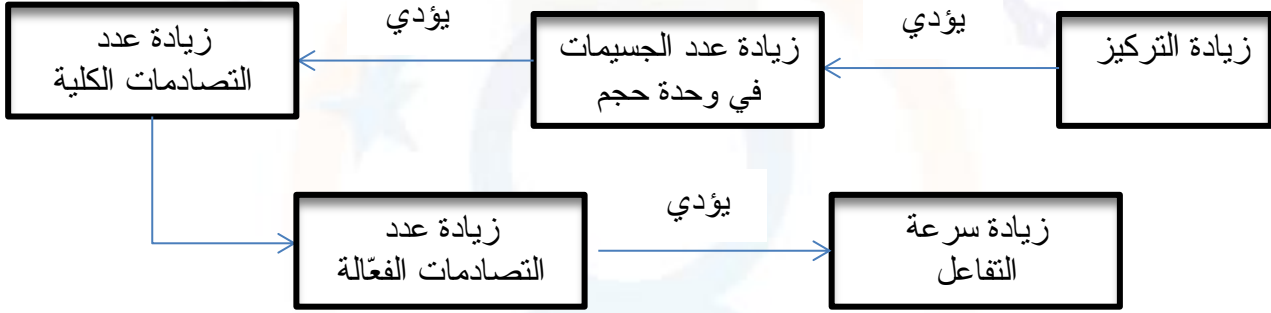 زيادة التركيز
يؤدي
زيادة عدد الجسيمات
في وحدة حجم
يؤدي
زيادة عدد
التصادمات الكلية
زيادة عدد
التصادمات الفعّالة
يؤدي
زيادة سرعة
التفاعل